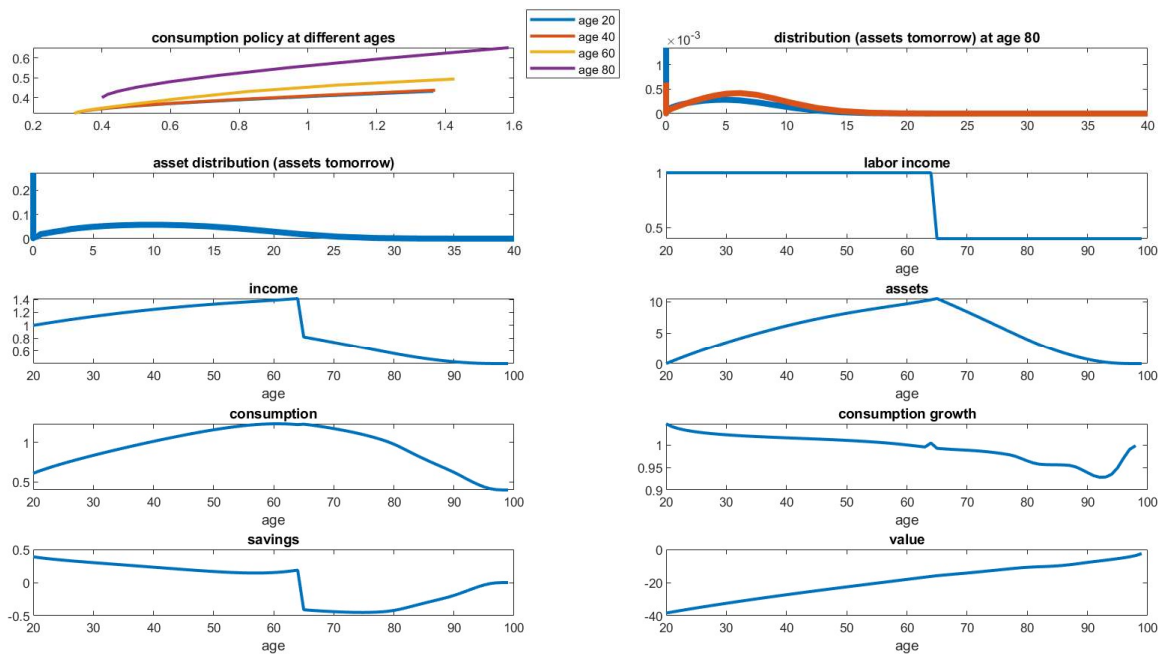 age 20
age 40
age 60
age 80
consumption policy at different ages
0.6
0.5
0.4
0.2 0.4 0.6 0.8 1 1.2 1.4 1.6
distribution (assets tomorrow) at age 80
×10⁻³
1
0.5
0
0 5 10 15 20 25 30 35 40
asset distribution (assets tomorrow)
0.2
0.1
0
0 5 10 15 20 25 30 35 40
labor income
1
0.5
20 30 40 50 60 70 80 90 100
age
income
1.4
1.2
1
0.8
0.6
20 30 40 50 60 70 80 90 100
age
assets
10
5
0
20 30 40 50 60 70 80 90 100
age
consumption
1
0.5
20 30 40 50 60 70 80 90 100
age
consumption growth
1
0.95
0.9
20 30 40 50 60 70 80 90 100
age
savings
0.5
0
-0.5
20 30 40 50 60 70 80 90 100
age
value
0
-20
-40
20 30 40 50 60 70 80 90 100
age